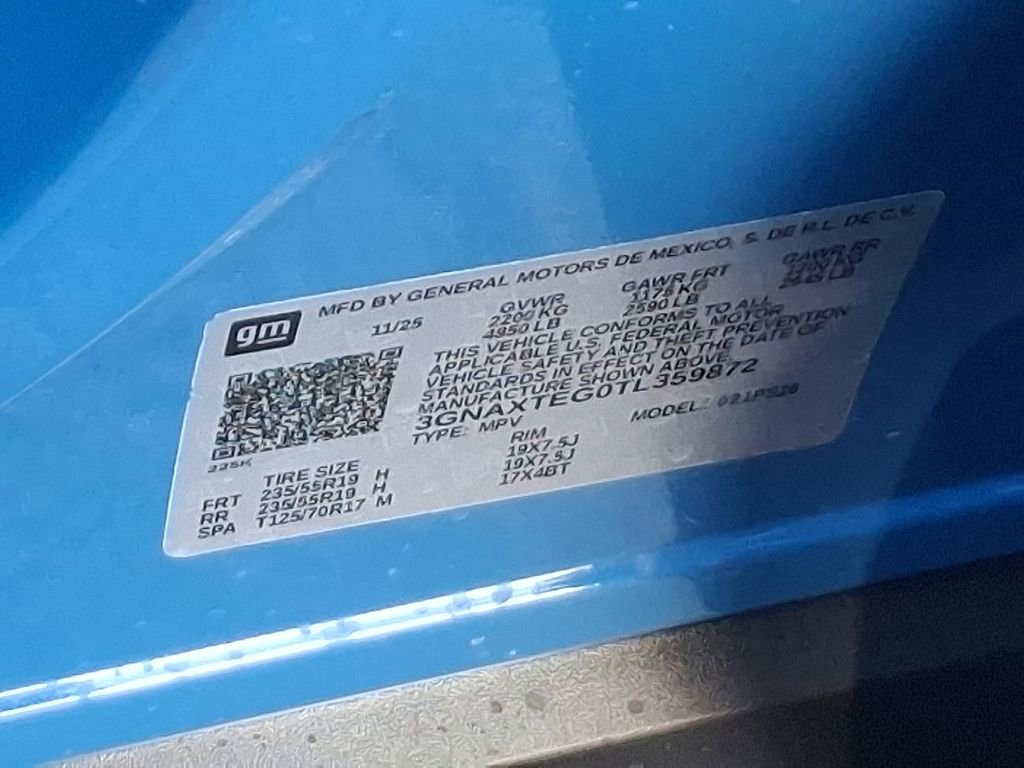 MFD BY GENERAL MOTORS DE MEXICO, S. DE R.L. DE C.V.
gm
11/25
GVWR GAWR FRT GAWR RR
2200 KG 1175 KG
4950 LB 2590 LB
THIS VEHICLE CONFORMS TO ALL
APPLICABLE U.S. FEDERAL MOTOR
VEHICLE SAFETY AND THEFT PREVENTION
STANDARDS IN EFFECT ON THE DATE OF
MANUFACTURE SHOWN ABOVE.
3GNAXTEG0TL359872
TYPE: MPV MODEL:
TIRE SIZE RIM
FRT 235/55R19 H 19X7.5J
RR 235/55R19 H 19X7.5J
SPA T125/70R17 M 17X4BT